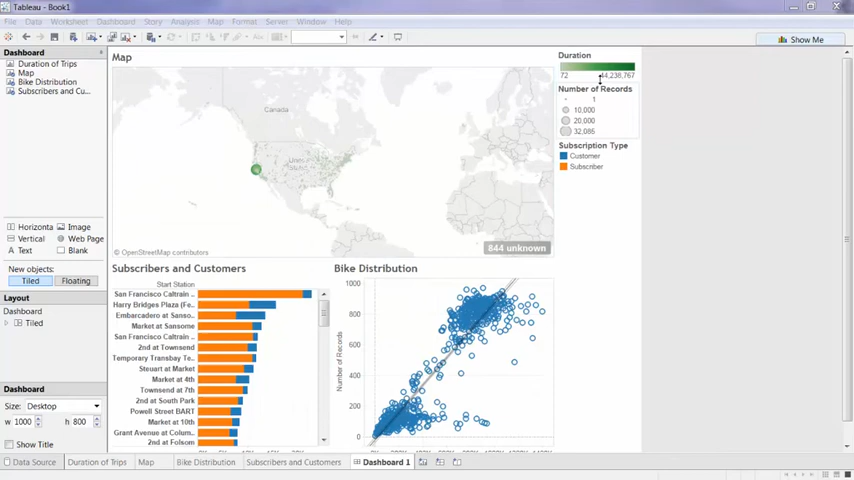 Tableau - Book1
File Data Worksheet Dashboard Story Analysis Map Format Server Window Help
Show Me
Dashboard
Duration of Trips
Map
Bike Distribution
Subscribers and Cu...
Horizonta Image
Vertical Web Page
Text Blank
New objects:
Tiled Floating
Layout
Dashboard
Tiled
Dashboard
Size: Desktop
w 1000 h 800
Show Title
Map
Canada
United
States
© OpenStreetMap contributors
844 unknown
Duration
72 44,238,767
Number of Records
1
10,000
20,000
32,085
Subscription Type
Customer
Subscriber
Subscribers and Customers
Start Station
San Francisco Caltrain ..
Harry Bridges Plaza (Fe..
Embarcadero at Sanso..
Market at Sansome
San Francisco Caltrain ..
2nd at Townsend
Temporary Transbay Te..
Steuart at Market
Market at 4th
Townsend at 7th
2nd at South Park
Powell Street BART
Market at 10th
Grant Avenue at Colum..
2nd at Folsom
Bike Distribution
Number of Records
1000
800
600
400
200
0
Data Source Duration of Trips Map Bike Distribution Subscribers and Customers Dashboard 1